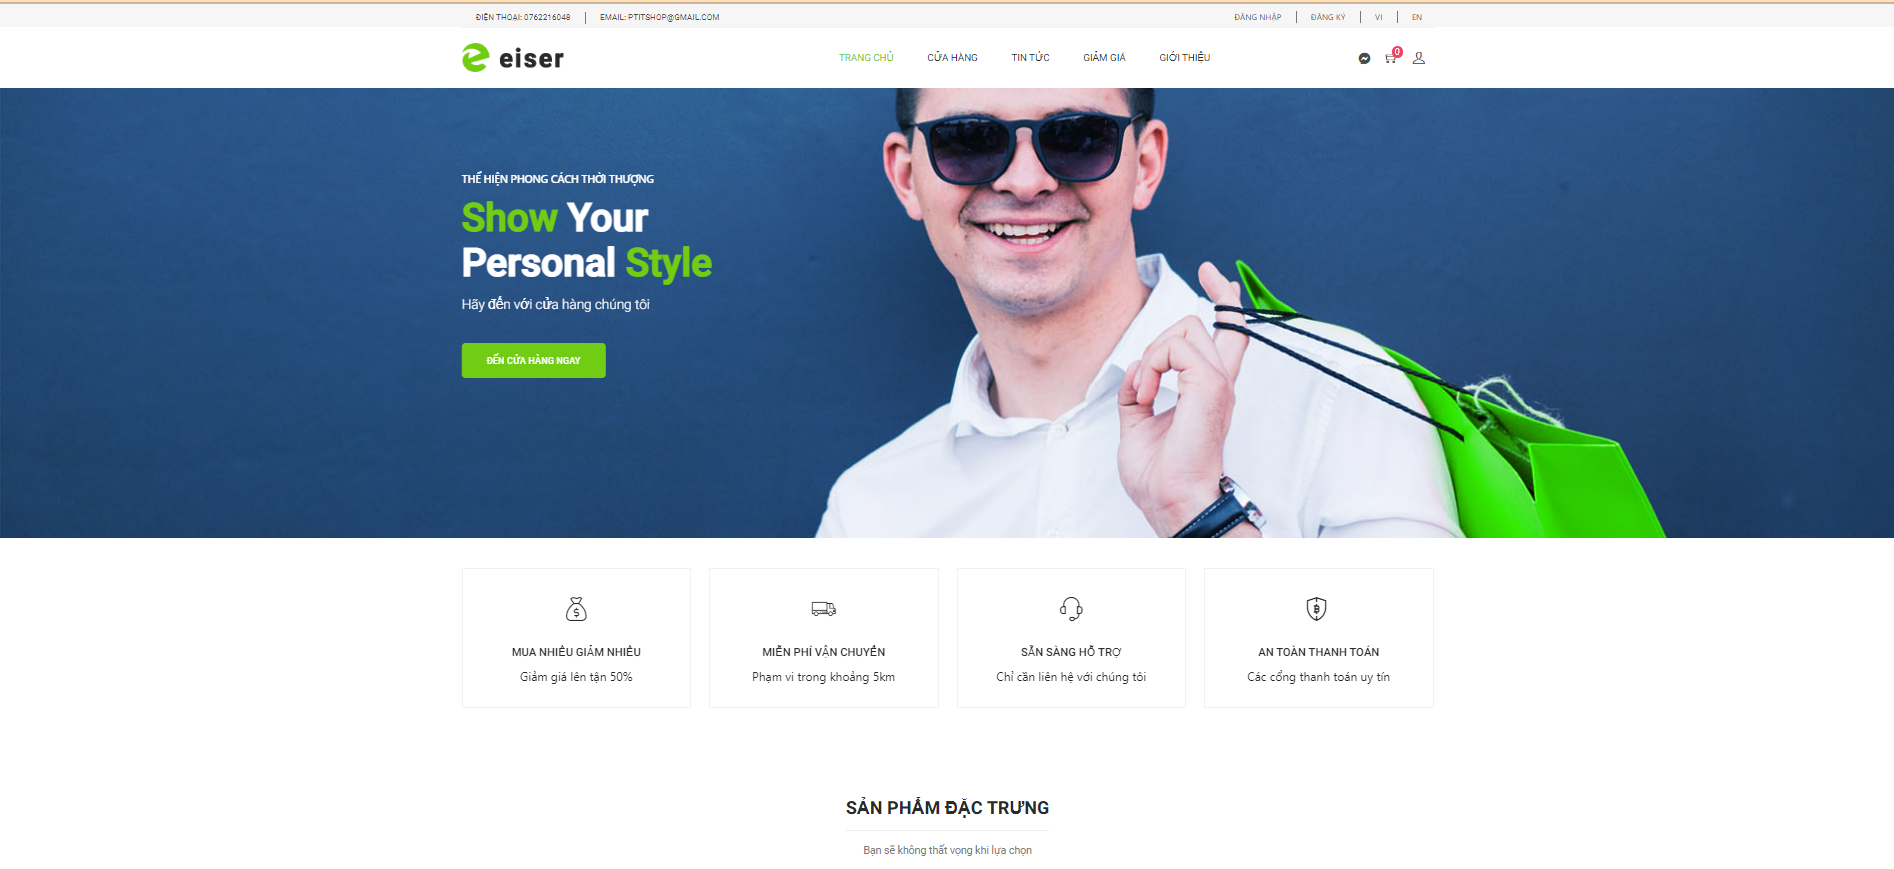 ĐIỆN THOẠI: 0762216048
EMAIL: PTITSHOP@GMAIL.COM
ĐĂNG NHẬP
ĐĂNG KÝ
VI
EN
eiser
TRANG CHỦ
CỬA HÀNG
TIN TỨC
GIẢM GIÁ
GIỚI THIỆU
0
THỂ HIỆN PHONG CÁCH THỜI THƯỢNG
Show Your
Personal Style
Hãy đến với cửa hàng chúng tôi
ĐẾN CỬA HÀNG NGAY
MUA NHIỀU GIẢM NHIỀU
Giảm giá lên tận 50%
MIỄN PHÍ VẬN CHUYỂN
Phạm vi trong khoảng 5km
SẴN SÀNG HỖ TRỢ
Chỉ cần liên hệ với chúng tôi
AN TOÀN THANH TOÁN
Các cổng thanh toán uy tín
SẢN PHẨM ĐẶC TRƯNG
Bạn sẽ không thất vọng khi lựa chọn